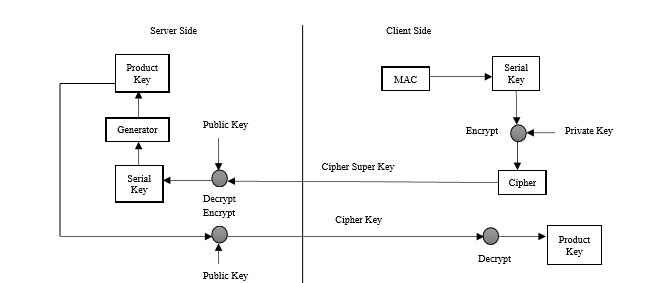 Server Side
Client Side
Product
Key
Serial
Key
MAC
Generator
Public Key
Encrypt
Private Key
Cipher Super Key
Serial
Key
Cipher
Decrypt
Encrypt
Cipher Key
Product
Key
Decrypt
Public Key